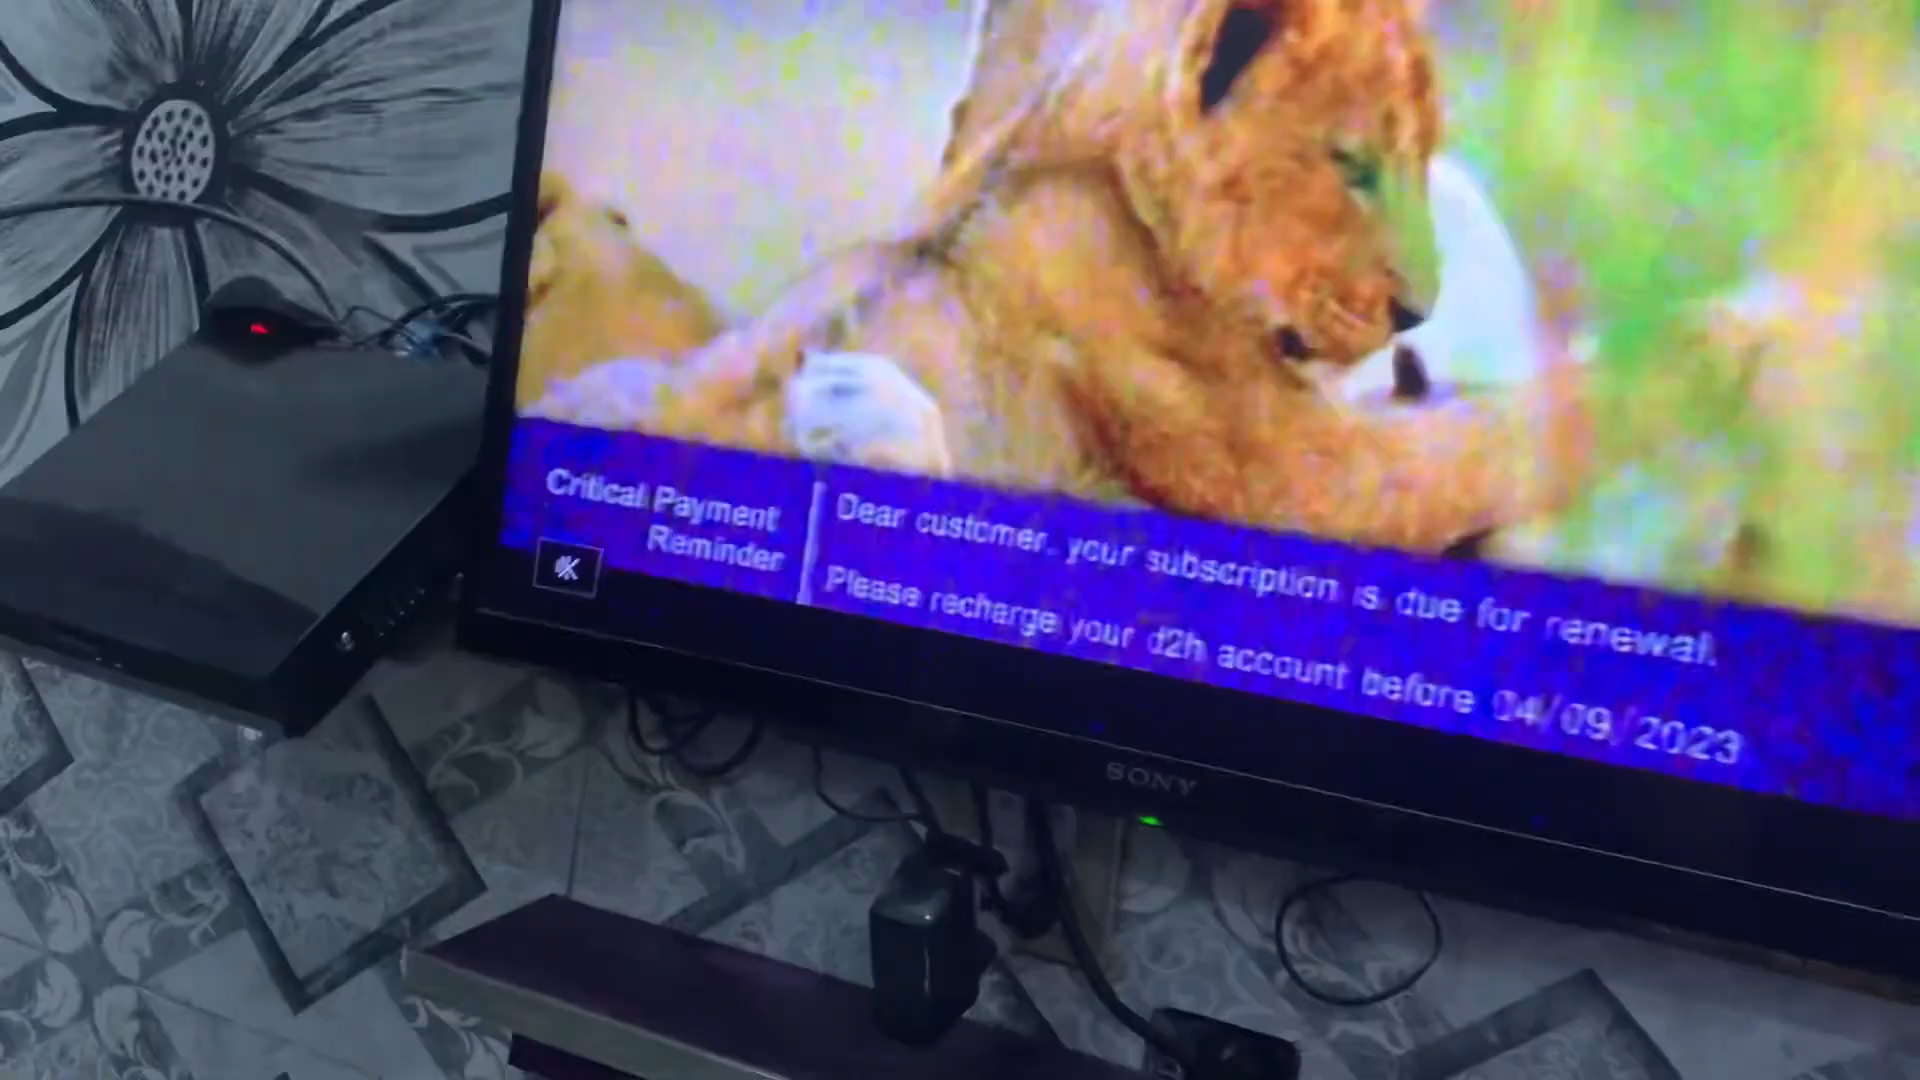 Critical Payment
Reminder
Dear customer, your subscription is due for renewal.
Please recharge your d2h account before 04/09/2023
SONY